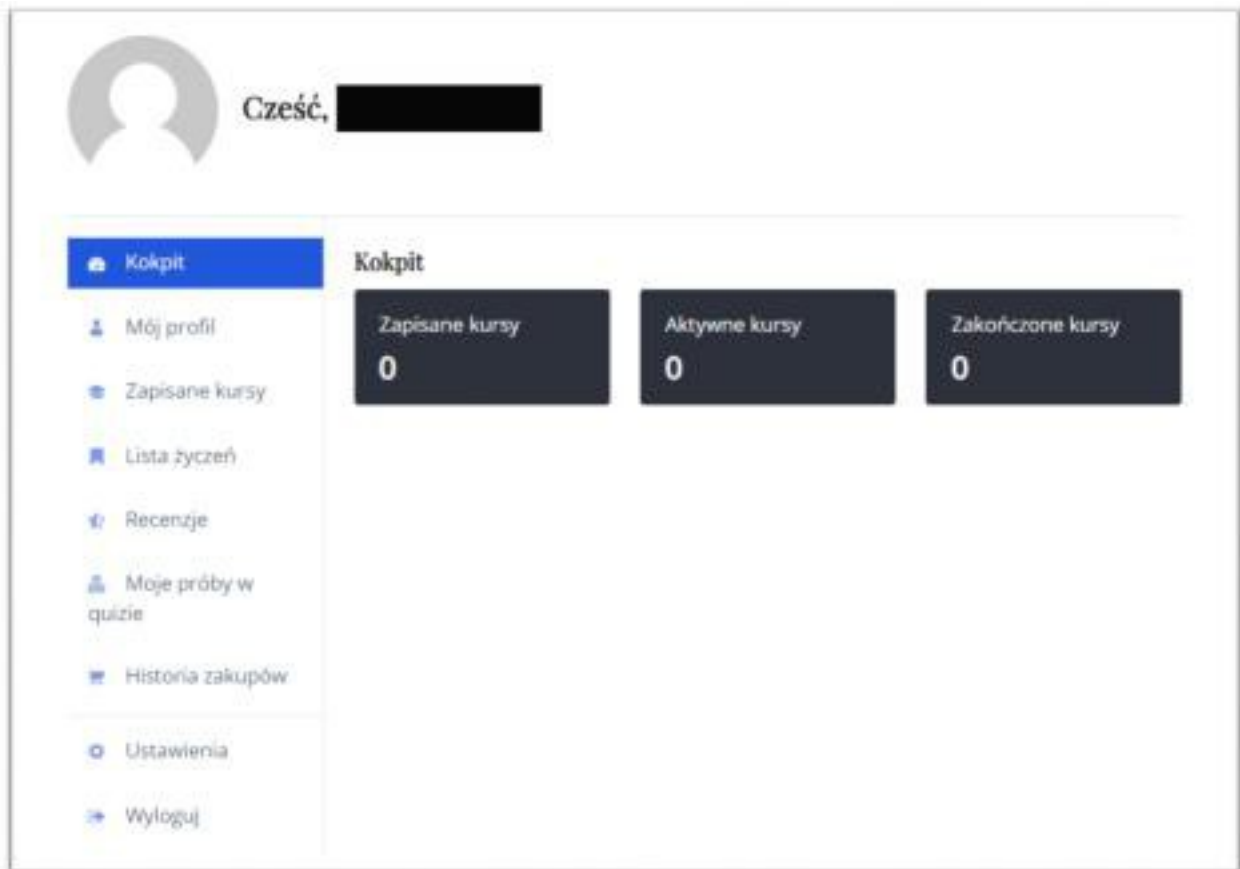 Cześć,
Kokpit
Mój profil
Zapisane kursy
Lista życzeń
Recenzje
Moje próby w
quizie
Historia zakupów
Ustawienia
Wyloguj
Kokpit
Zapisane kursy
0
Aktywne kursy
0
Zakończone kursy
0